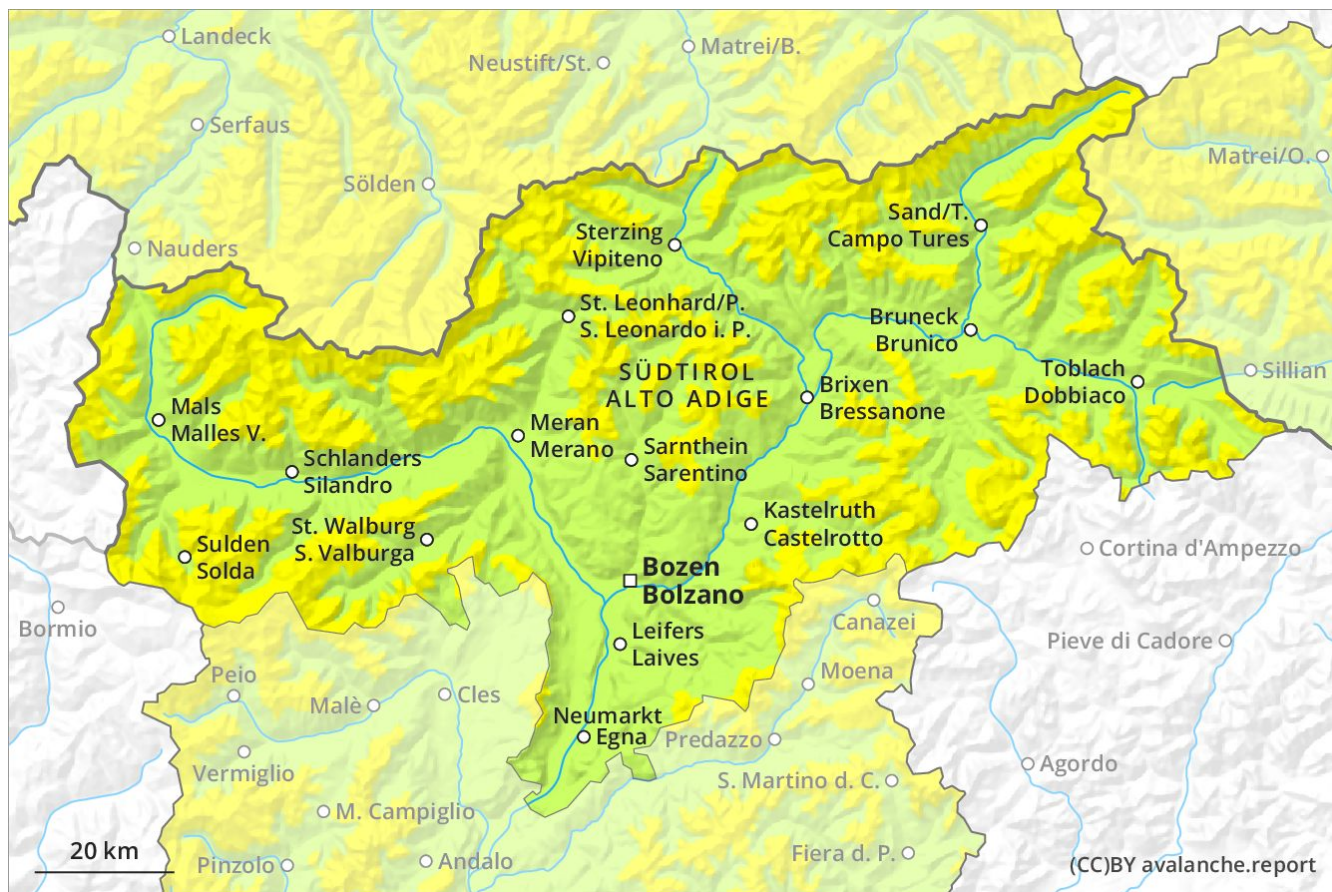 Landeck
Matrei/B.
Neustift/St.
Serfaus
Matrei/O.
Sölden
Sand/T.
Campo Tures
Nauders
Sterzing
Vipiteno
St. Leonhard/P.
S. Leonardo i. P.
Bruneck
Brunico
SÜDTIROL
ALTO ADIGE
Toblach
Dobbiaco
Sillian
Brixen
Bressanone
Mals
Malles V.
Meran
Merano
Sarnthein
Sarentino
Schlanders
Silandro
St. Walburg
S. Valburga
Kastelruth
Castelrotto
Sulden
Solda
Cortina d'Ampezzo
Bozen
Bolzano
Bormio
Canazei
Leifers
Laives
Pieve di Cadore
Peio
Moena
Malè
Cles
Neumarkt
Egna
Predazzo
Vermiglio
Agordo
S. Martino d. C.
M. Campiglio
20 km
Pinzolo
Andalo
Fiera d. P.
(CC)BY avalanche.report